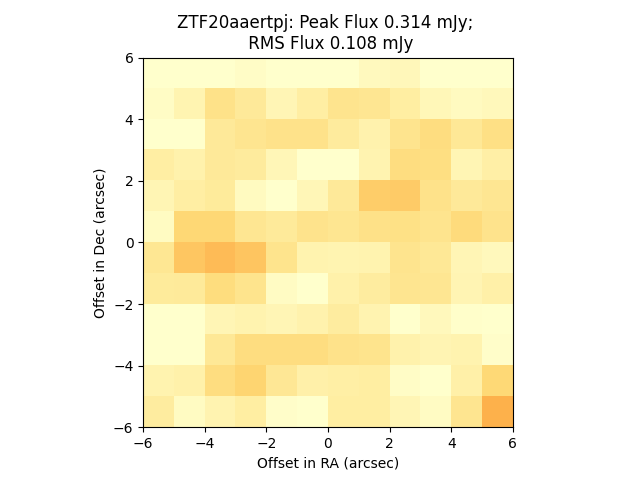 ZTF20aaertpj: Peak Flux 0.314 mJy;
RMS Flux 0.108 mJy
6
4
2
0
−2
−4
−6
Offset in Dec (arcsec)
−6 −4 −2 0 2 4 6
Offset in RA (arcsec)